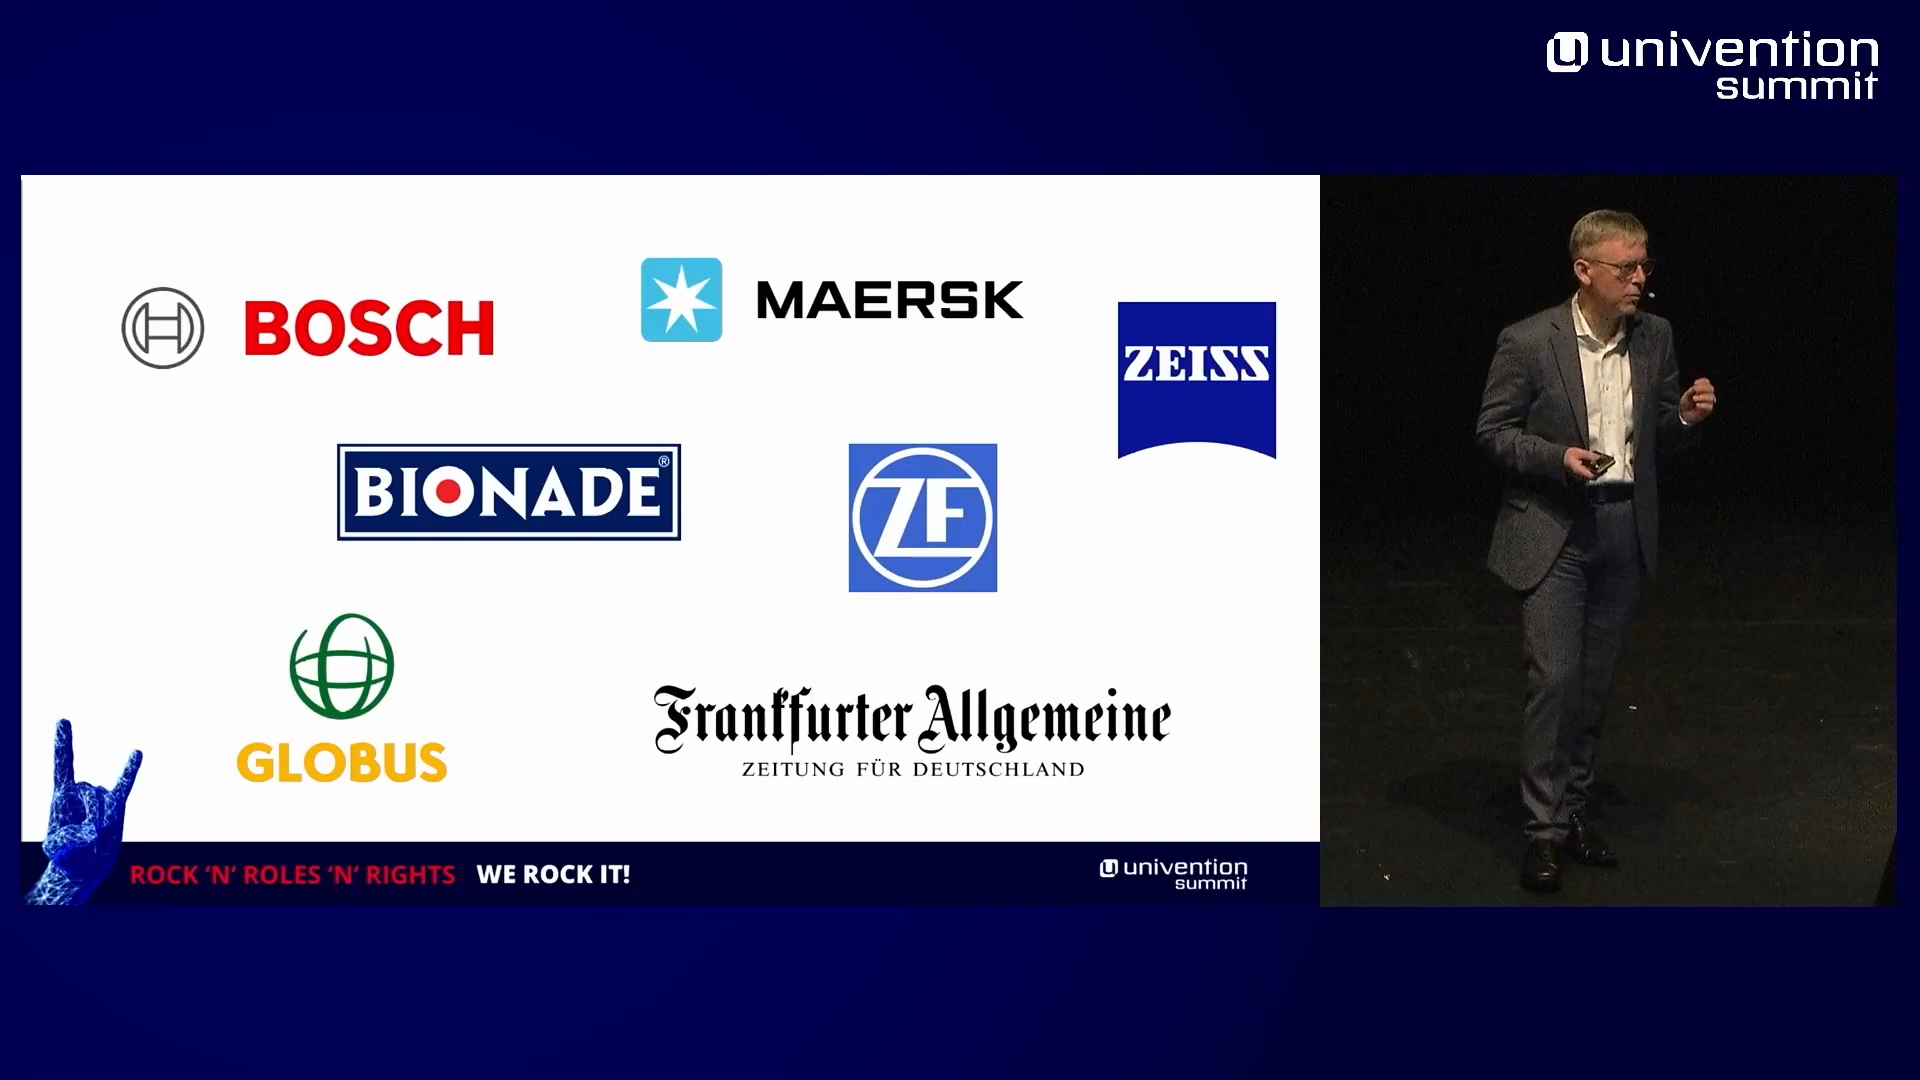 univention
summit
BOSCH
MAERSK
ZEISS
BIONADE®
ZF
GLOBUS
Frankfurter Allgemeine
ZEITUNG FÜR DEUTSCHLAND
ROCK ‘N‘ ROLES ‘N‘ RIGHTS WE ROCK IT!
univention
summit